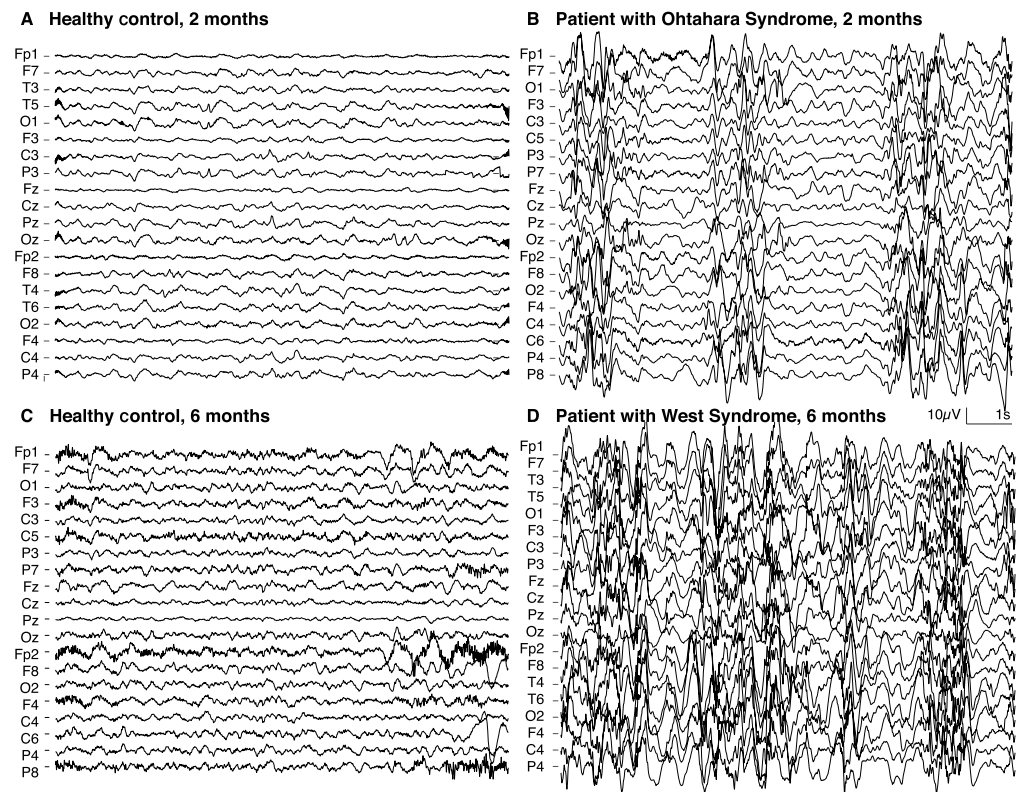 A Healthy control, 2 months
Fp1
F7
T3
T5
O1
F3
C3
P3
Fz
Cz
Pz
Oz
Fp2
F8
T4
T6
O2
F4
C4
P4
B Patient with Ohtahara Syndrome, 2 months
Fp1
F7
O1
F3
C3
C5
P3
P7
Fz
Cz
Pz
Oz
Fp2
F8
O2
F4
C4
C6
P4
P8
C Healthy control, 6 months
Fp1
F7
O1
F3
C3
C5
P3
P7
Fz
Cz
Pz
Oz
Fp2
F8
O2
F4
C4
C6
P4
P8
D Patient with West Syndrome, 6 months
10µV 1s
Fp1
F7
T3
T5
O1
F3
C3
P3
Fz
Cz
Pz
Oz
Fp2
F8
T4
T6
O2
F4
C4
P4